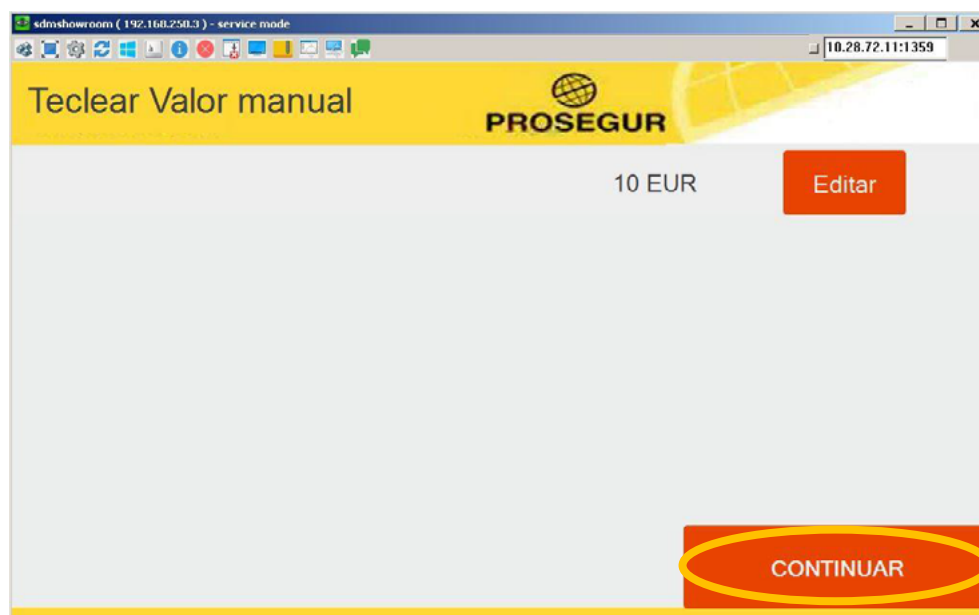 sdmshowroom ( 192.168.250.3 ) - service mode
10.28.72.11:1359
Teclear Valor manual
PROSEGUR
10 EUR
Editar
CONTINUAR